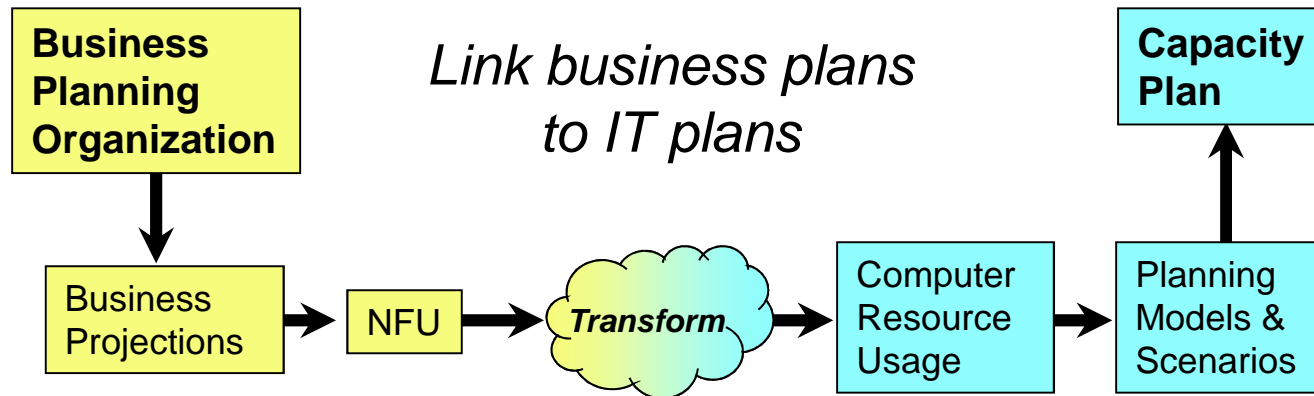 Business
Planning
Organization
Link business plans
to IT plans
Capacity
Plan
Business
Projections
NFU
Transform
Computer
Resource
Usage
Planning
Models &
Scenarios